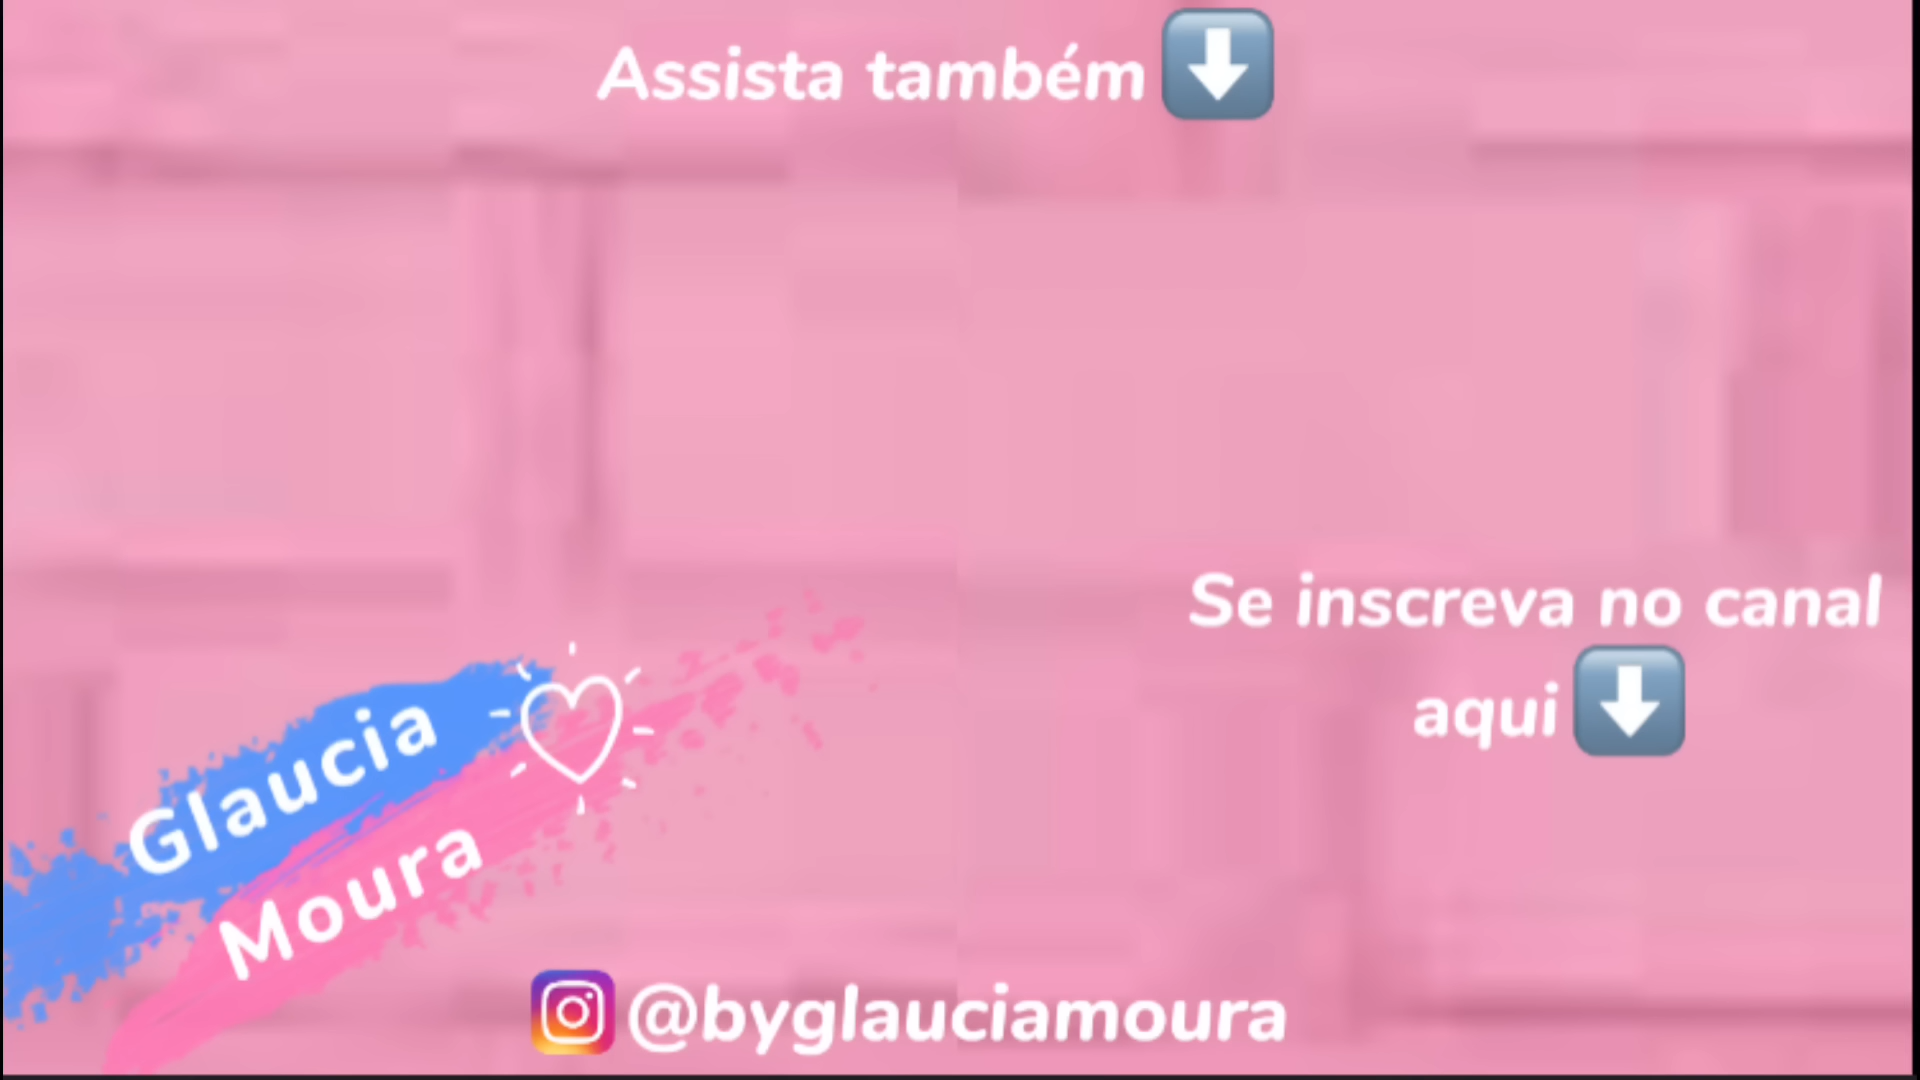 Assista também ⬇️
Se inscreva no canal
aqui ⬇️
Glaucia
Moura
@byglauciamoura